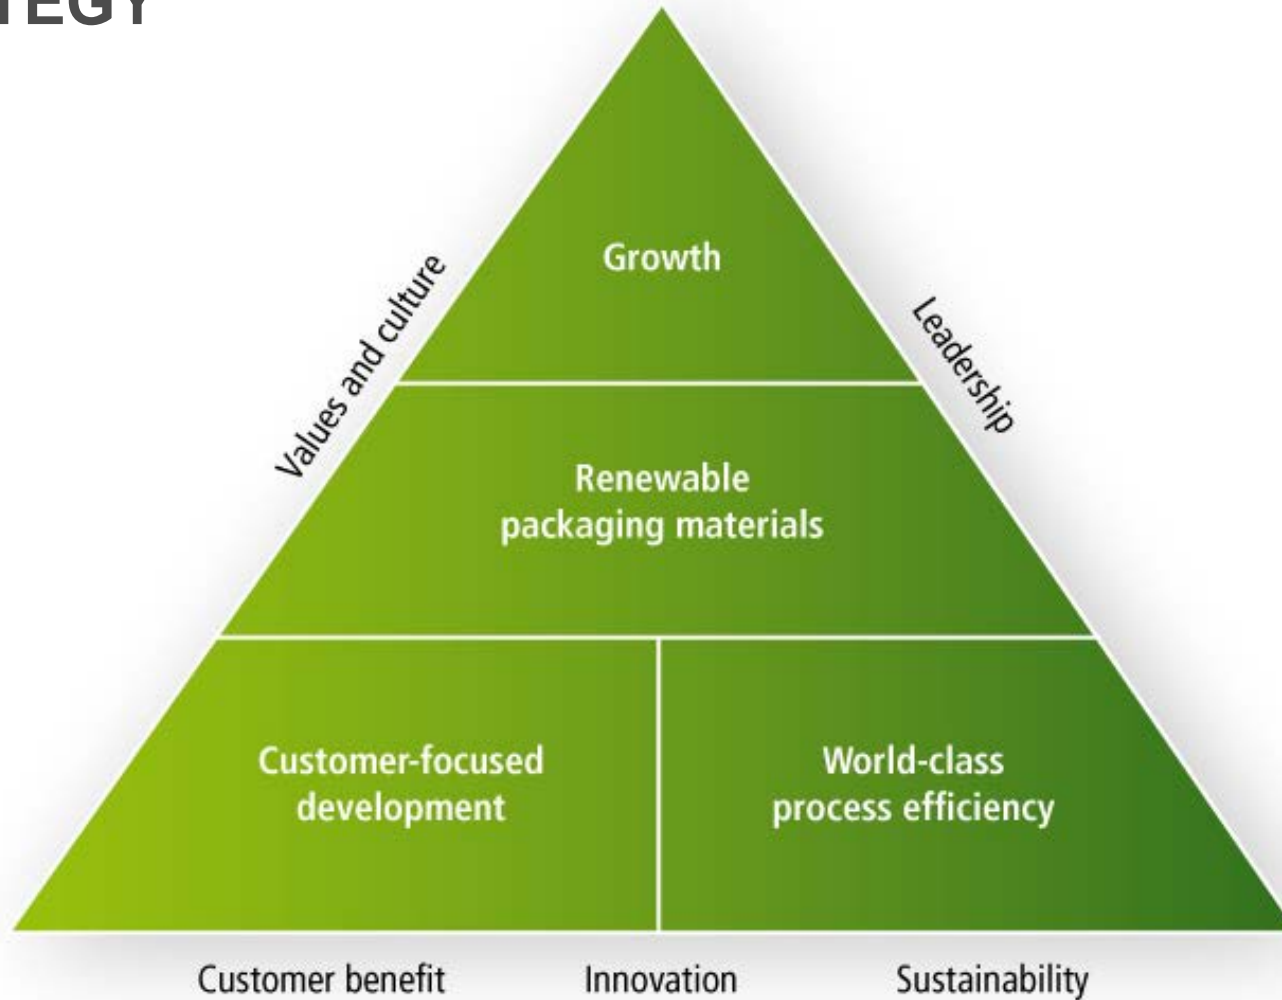 TEGY
Growth
Values and culture
Leadership
Renewable
packaging materials
Customer-focused
development
World-class
process efficiency
Customer benefit
Innovation
Sustainability